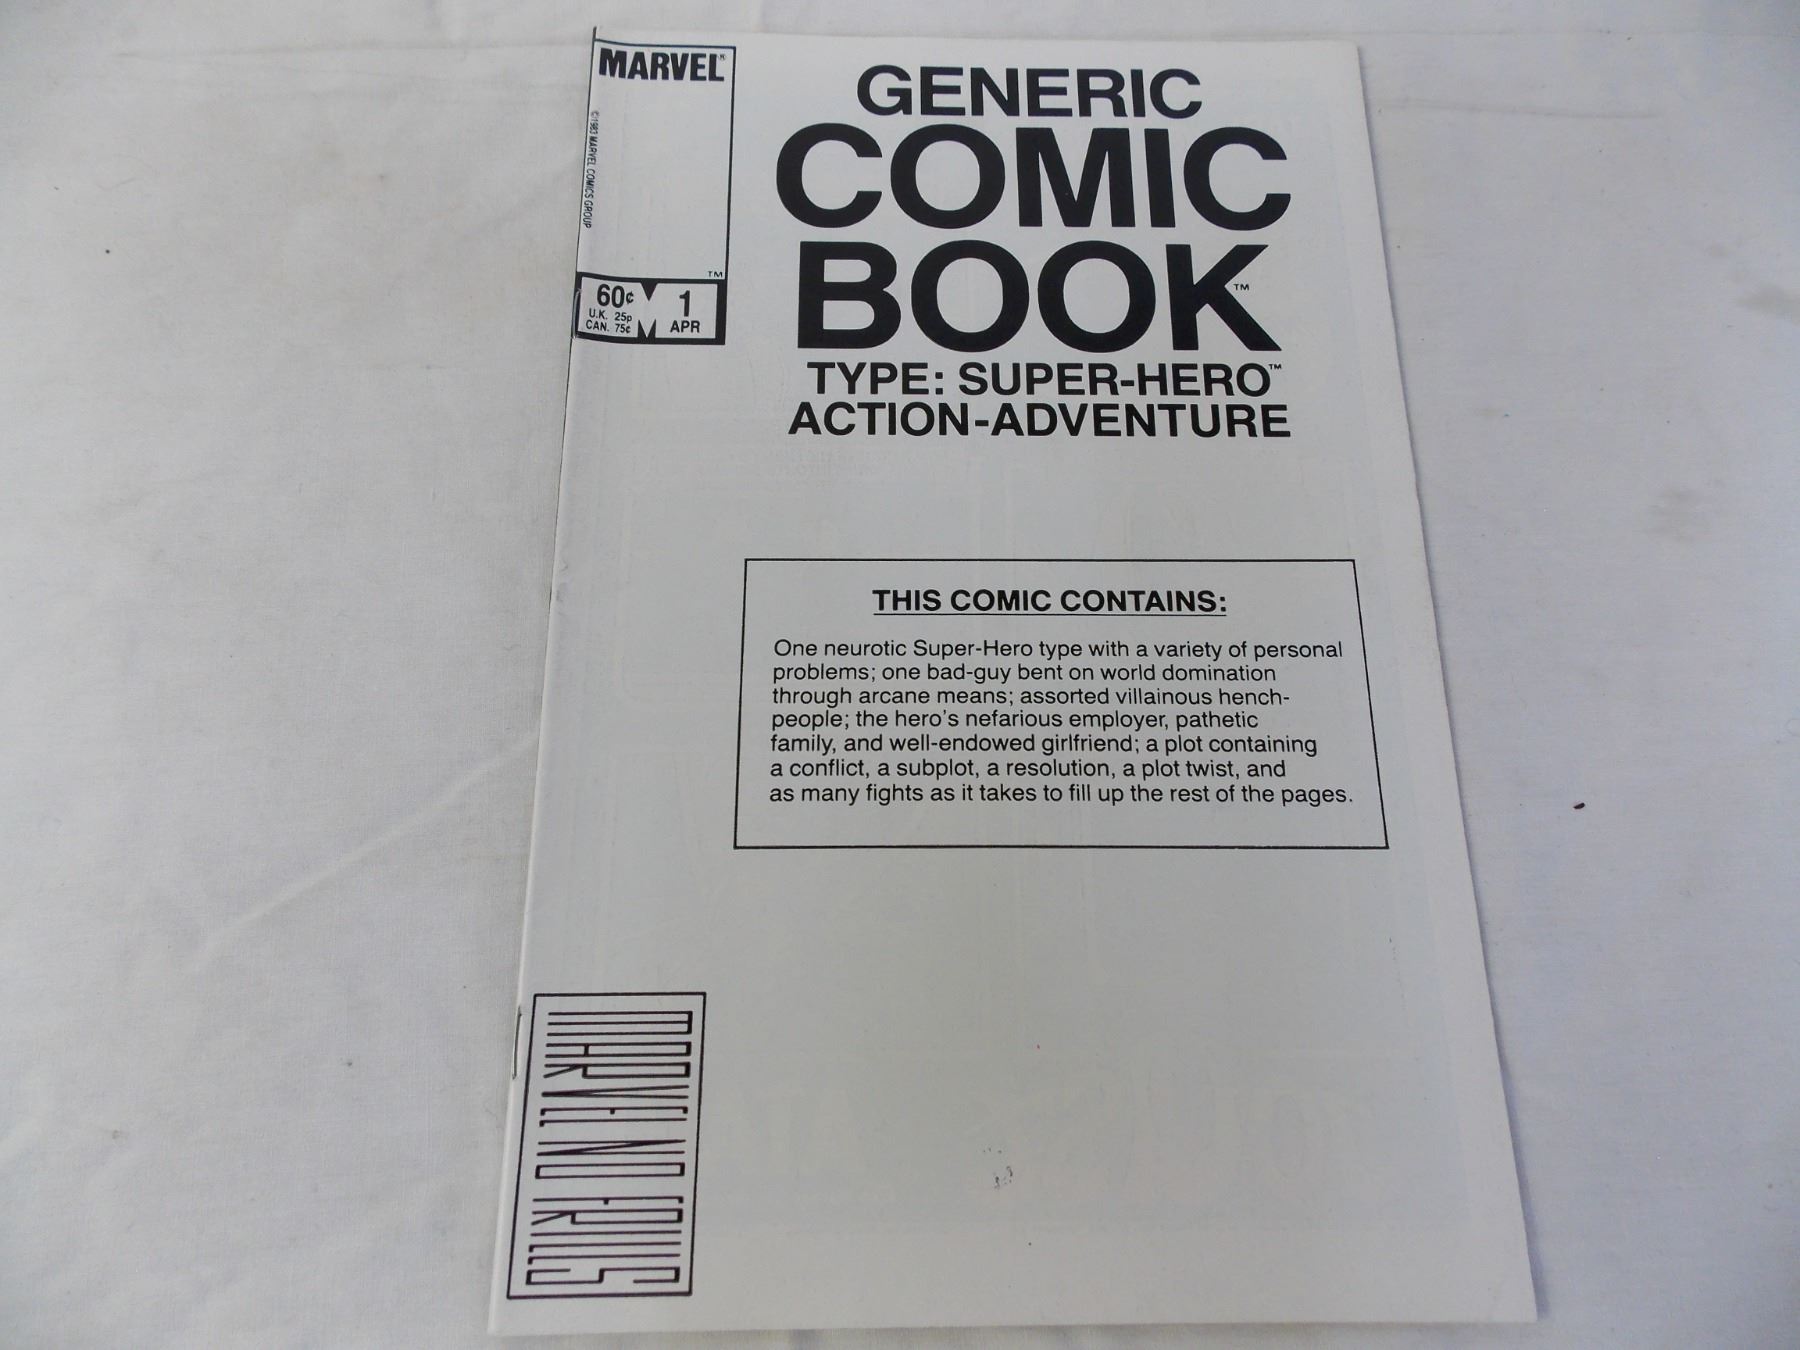 MARVEL®
©1983 MARVEL COMICS GROUP
TM
60¢
U.K. 25p
CAN. 75¢
1
APR
GENERIC
COMIC
BOOK™
TYPE: SUPER-HERO™
ACTION-ADVENTURE
THIS COMIC CONTAINS:
One neurotic Super-Hero type with a variety of personal
problems; one bad-guy bent on world domination
through arcane means; assorted villainous hench-
people; the hero's nefarious employer, pathetic
family, and well-endowed girlfriend; a plot containing
a conflict, a subplot, a resolution, a plot twist, and
as many fights as it takes to fill up the rest of the pages.
MARVEL NO FRILLS